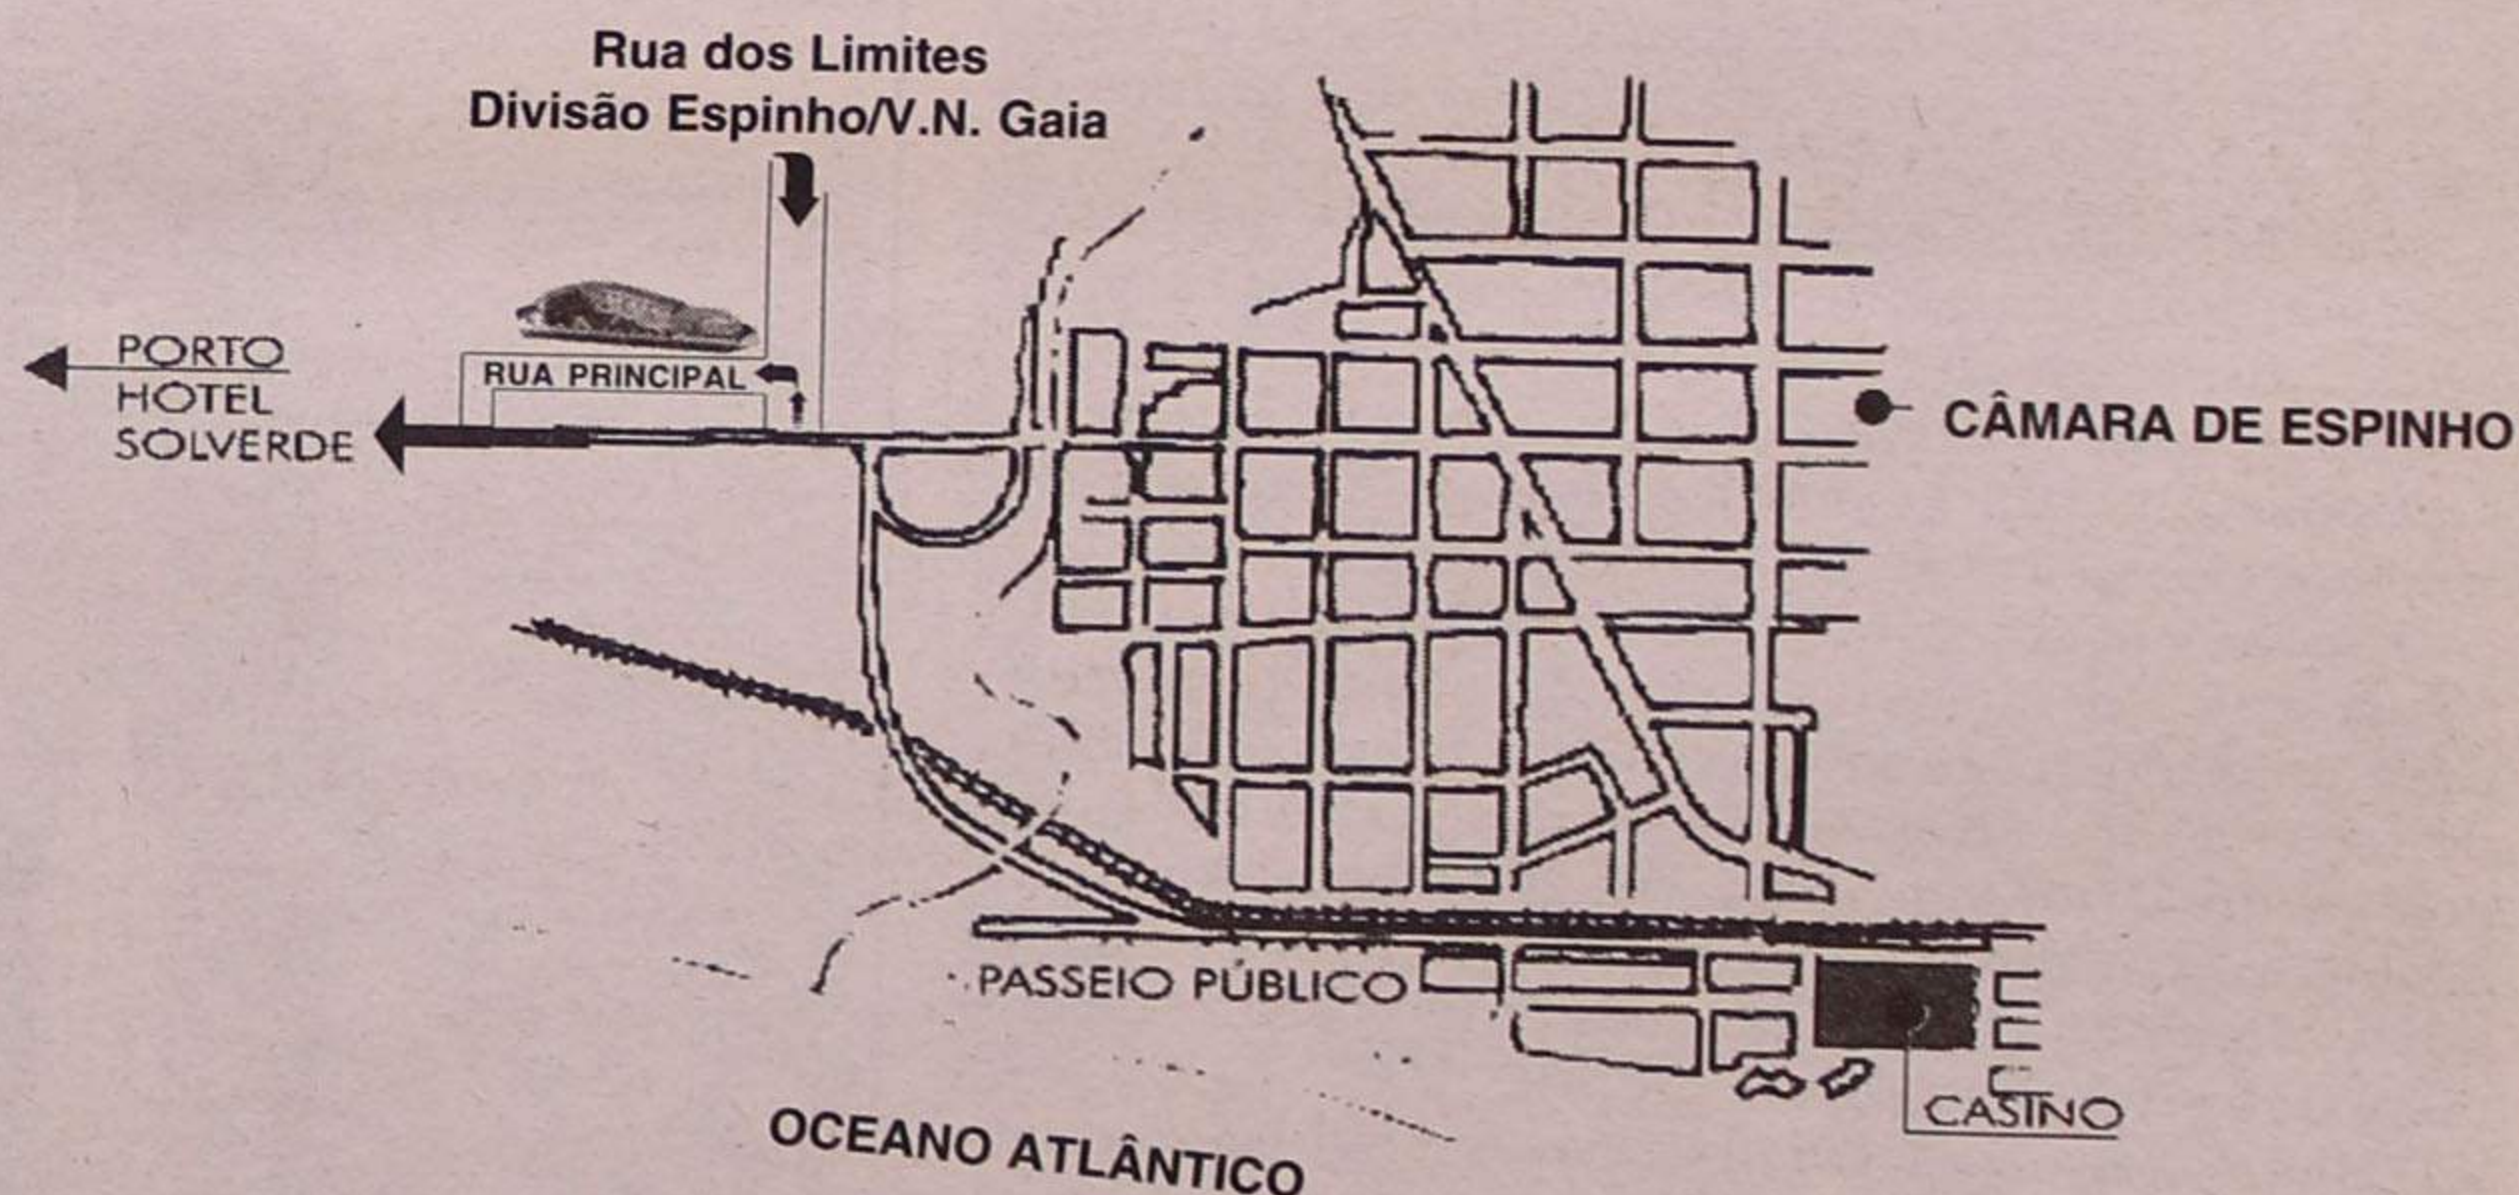 Rua dos Limites
Divisão Espinho/V.N. Gaia
PORTO
HOTEL
SOLVERDE
RUA PRINCIPAL
CÂMARA DE ESPINHO
PASSEIO PÚBLICO
CASINO
OCEANO ATLÂNTICO